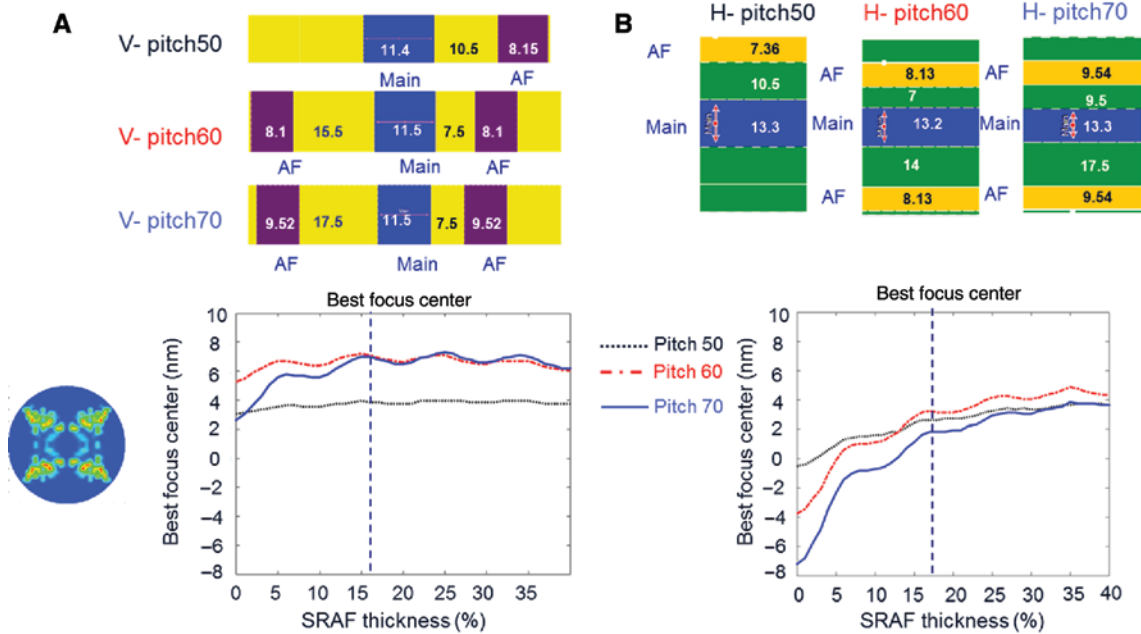 A
V- pitch50
11.4 10.5 8.15
Main AF
V- pitch60
8.1 15.5 11.5 7.5 8.1
AF Main AF
V- pitch70
9.52 17.5 11.5 7.5 9.52
AF Main AF
B
H- pitch50 H- pitch60 H- pitch70
AF 7.36 AF 8.13 AF 9.54
10.5 7 9.5
Main 13.3 Main 13.2 Main 13.3
14 17.5
AF 8.13 AF 9.54
Best focus center
Best focus center (nm)
10
8
6
4
2
0
−2
−4
−6
−8
0 5 10 15 20 25 30 35
SRAF thickness (%)
Pitch 50
Pitch 60
Pitch 70
Best focus center
Best focus center (nm)
10
8
6
4
2
0
−2
−4
−6
−8
0 5 10 15 20 25 30 35 40
SRAF thickness (%)